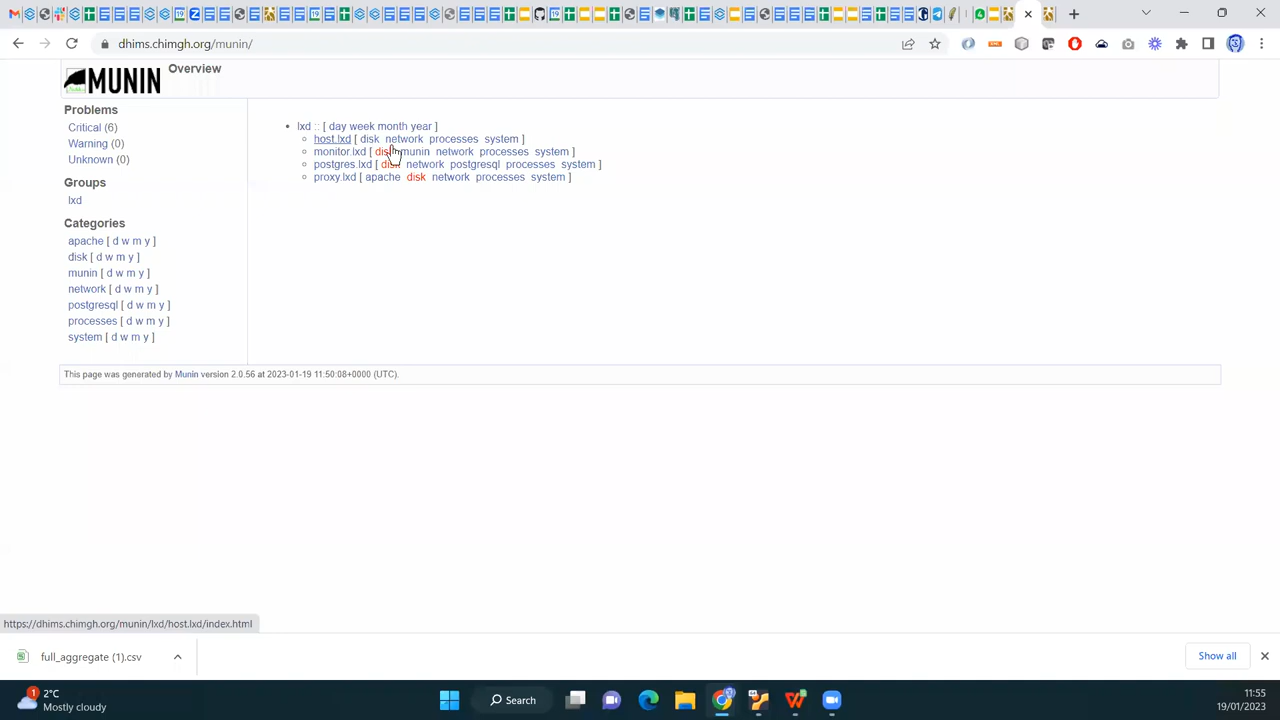 dhims.chimgh.org/munin/
MUNIN
Overview
Problems
Critical (6)
Warning (0)
Unknown (0)
Groups
lxd
Categories
apache [ d w m y ]
disk [ d w m y ]
munin [ d w m y ]
network [ d w m y ]
postgresql [ d w m y ]
processes [ d w m y ]
system [ d w m y ]
lxd :: [ day week month year ]
host.lxd [ disk network processes system ]
monitor.lxd [ disk munin network processes system ]
postgres.lxd [ disk network postgresql processes system ]
proxy.lxd [ apache disk network processes system ]
This page was generated by Munin version 2.0.56 at 2023-01-19 11:50:08+0000 (UTC).
https://dhims.chimgh.org/munin/lxd/host.lxd/index.html
full_aggregate (1).csv
Show all
1
2°C
Mostly cloudy
Search
11:55
19/01/2023